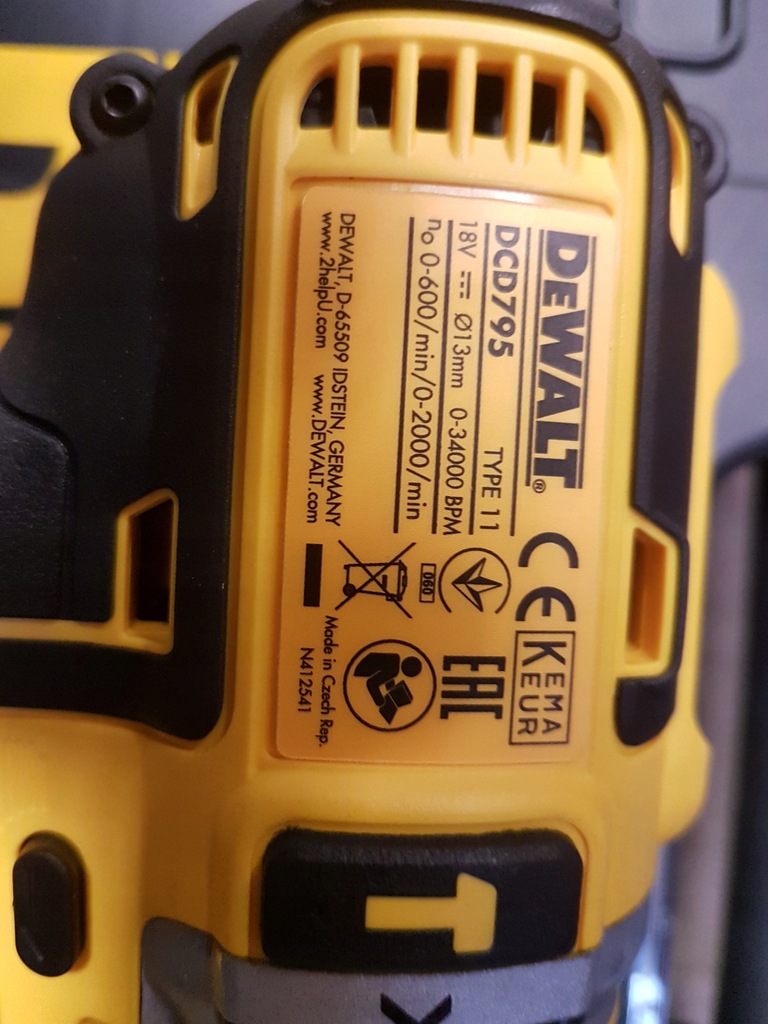 DEWALT®
DCD795 TYPE 11
18V ⎓ Ø13mm 0-34000 BPM
n₀ 0-600/min/0-2000/min
DEWALT, D-65509 IDSTEIN, GERMANY
www.2helpU.com www.DEWALT.com
CE
KEMA
KEUR
060
EAC
Made in Czech Rep.
N412541